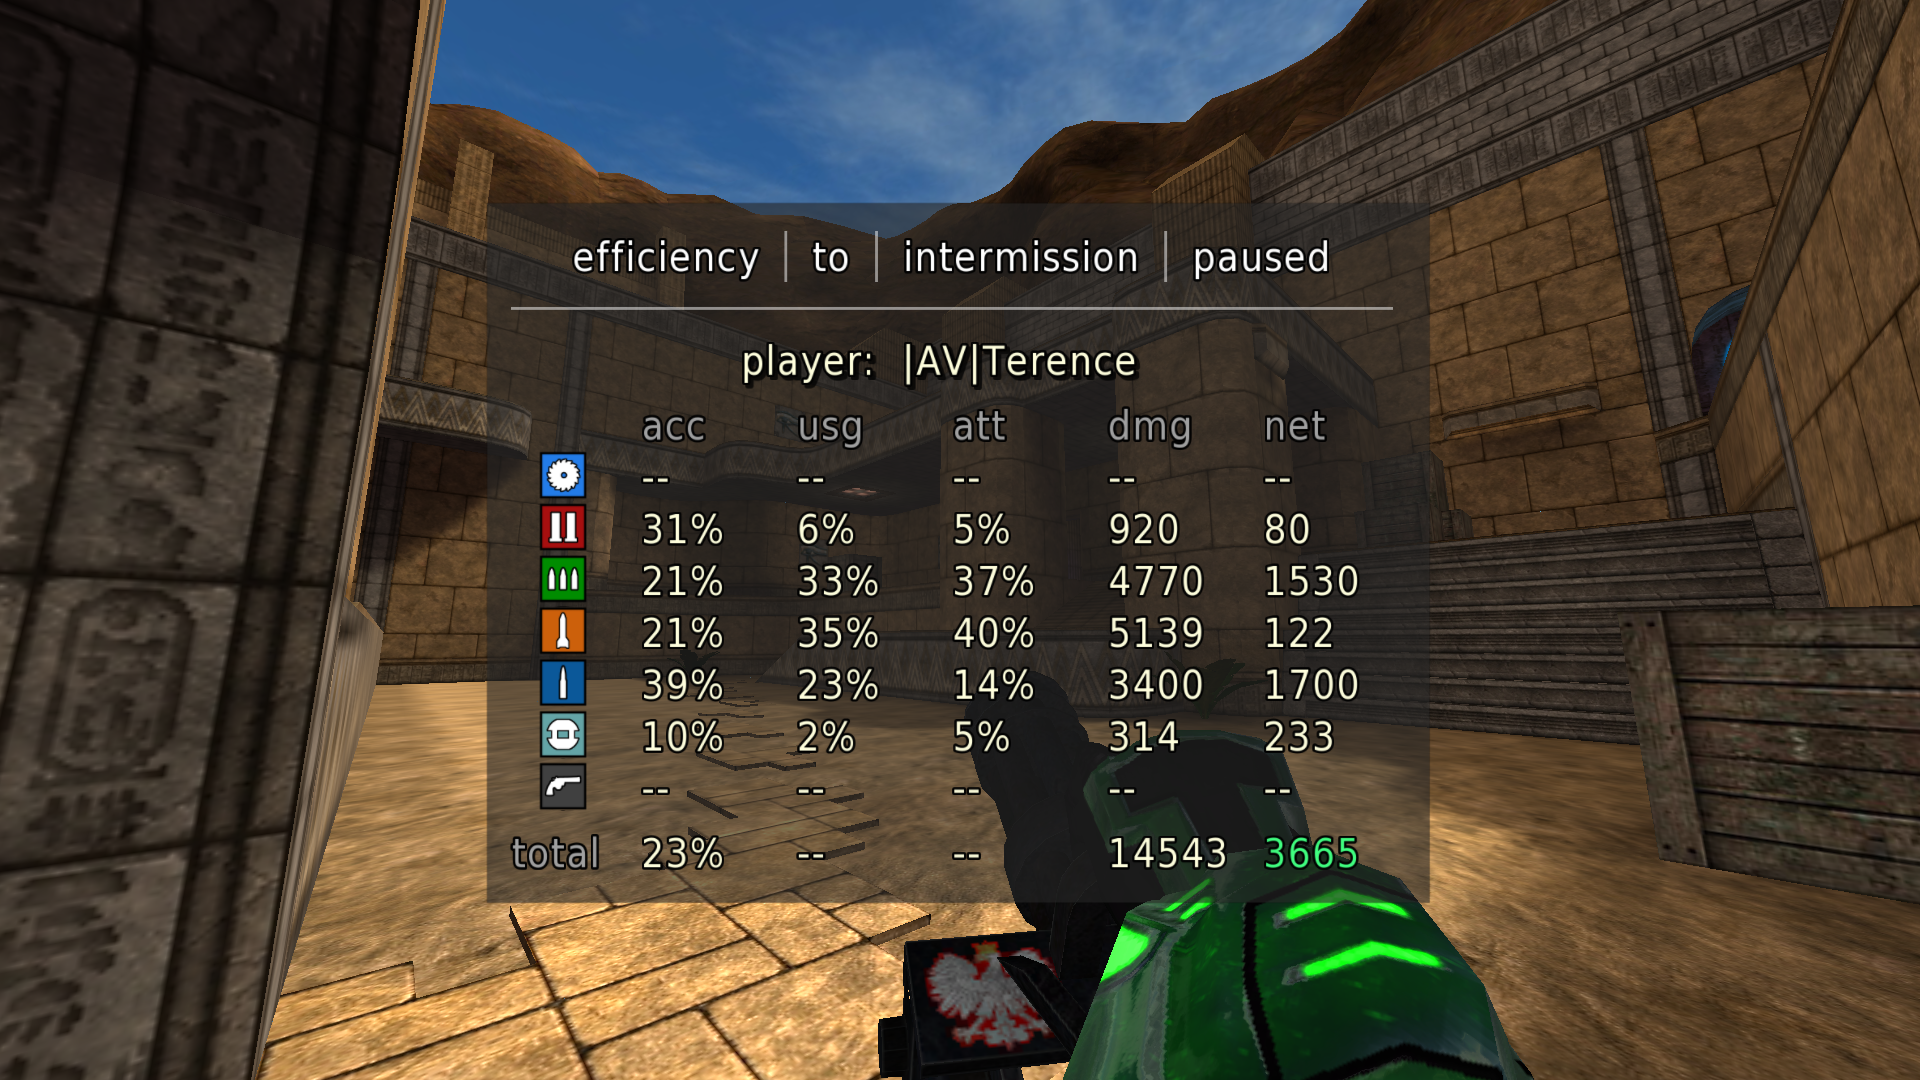 efficiency | to | intermission | paused
player: |AV|Terence
acc usg att dmg net
-- -- -- -- --
31% 6% 5% 920 80
21% 33% 37% 4770 1530
21% 35% 40% 5139 122
39% 23% 14% 3400 1700
10% 2% 5% 314 233
-- -- -- -- --
total 23% -- -- 14543 3665